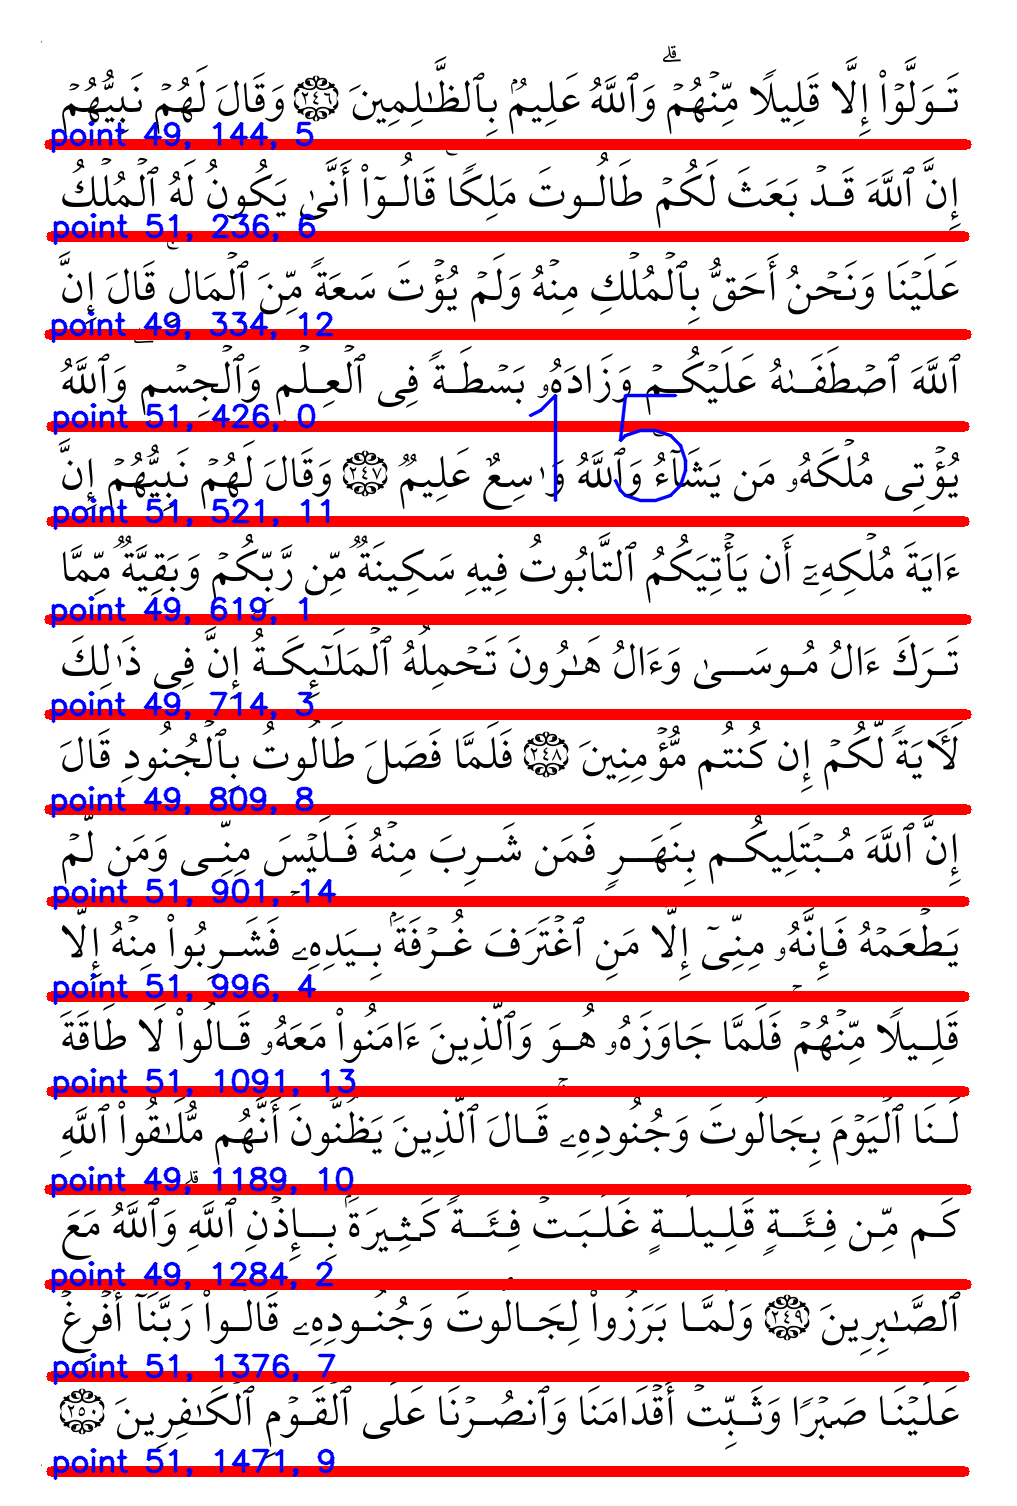 تَوَلَّوۡاْ إِلَّا قَلِيلًا مِّنۡهُمۡۗ وَٱللَّهُ عَلِيمُۢ بِٱلظَّٰلِمِينَ ٢٤٦ وَقَالَ لَهُمۡ نَبِيُّهُمۡ
point 49, 144, 5
إِنَّ ٱللَّهَ قَدۡ بَعَثَ لَكُمۡ طَالُوتَ مَلِكٗاۚ قَالُوٓاْ أَنَّىٰ يَكُونُ لَهُ ٱلۡمُلۡكُ
point 51, 236, 6
عَلَيۡنَا وَنَحۡنُ أَحَقُّ بِٱلۡمُلۡكِ مِنۡهُ وَلَمۡ يُؤۡتَ سَعَةٗ مِّنَ ٱلۡمَالِۚ قَالَ إِنَّ
point 49, 334, 12
ٱللَّهَ ٱصۡطَفَىٰهُ عَلَيۡكُمۡ وَزَادَهُۥ بَسۡطَةٗ فِي ٱلۡعِلۡمِ وَٱلۡجِسۡمِۖ وَٱللَّهُ
point 51, 426, 0
15
يُؤۡتِي مُلۡكَهُۥ مَن يَشَآءُۚ وَٱللَّهُ وَٰسِعٌ عَلِيمٞ ٢٤٧ وَقَالَ لَهُمۡ نَبِيُّهُمۡ إِنَّ
point 51, 521, 11
ءَايَةَ مُلۡكِهِۦٓ أَن يَأۡتِيَكُمُ ٱلتَّابُوتُ فِيهِ سَكِينَةٞ مِّن رَّبِّكُمۡ وَبَقِيَّةٞ مِّمَّا
point 49, 619, 1
تَرَكَ ءَالُ مُوسَىٰ وَءَالُ هَٰرُونَ تَحۡمِلُهُ ٱلۡمَلَٰٓئِكَةُۚ إِنَّ فِي ذَٰلِكَ
point 49, 714, 3
لَأٓيَةٗ لَّكُمۡ إِن كُنتُم مُّؤۡمِنِينَ ٢٤٨ فَلَمَّا فَصَلَ طَالُوتُ بِٱلۡجُنُودِ قَالَ
point 49, 809, 8
إِنَّ ٱللَّهَ مُبۡتَلِيكُم بِنَهَرٖ فَمَن شَرِبَ مِنۡهُ فَلَيۡسَ مِنِّي وَمَن لَّمۡ
point 51, 901, 14
يَطۡعَمۡهُ فَإِنَّهُۥ مِنِّيٓ إِلَّا مَنِ ٱغۡتَرَفَ غُرۡفَةَۢ بِيَدِهِۦۚ فَشَرِبُواْ مِنۡهُ إِلَّا
point 51, 996, 4
قَلِيلٗا مِّنۡهُمۡۚ فَلَمَّا جَاوَزَهُۥ هُوَ وَٱلَّذِينَ ءَامَنُواْ مَعَهُۥ قَالُواْ لَا طَاقَةَ
point 51, 1091, 13
لَنَا ٱلۡيَوۡمَ بِجَالُوتَ وَجُنُودِهِۦۚ قَالَ ٱلَّذِينَ يَظُنُّونَ أَنَّهُم مُّلَٰقُواْ ٱللَّهِ
point 49, 1189, 10
كَم مِّن فِئَةٖ قَلِيلَةٍ غَلَبَتۡ فِئَةٗ كَثِيرَةَۢ بِإِذۡنِ ٱللَّهِۗ وَٱللَّهُ مَعَ
point 49, 1284, 2
ٱلصَّٰبِرِينَ ٢٤٩ وَلَمَّا بَرَزُواْ لِجَالُوتَ وَجُنُودِهِۦ قَالُواْ رَبَّنَآ أَفۡرِغۡ
point 51, 1376, 7
عَلَيۡنَا صَبۡرٗا وَثَبِّتۡ أَقۡدَامَنَا وَٱنصُرۡنَا عَلَى ٱلۡقَوۡمِ ٱلۡكَٰفِرِينَ ٢٥٠
point 51, 1471, 9